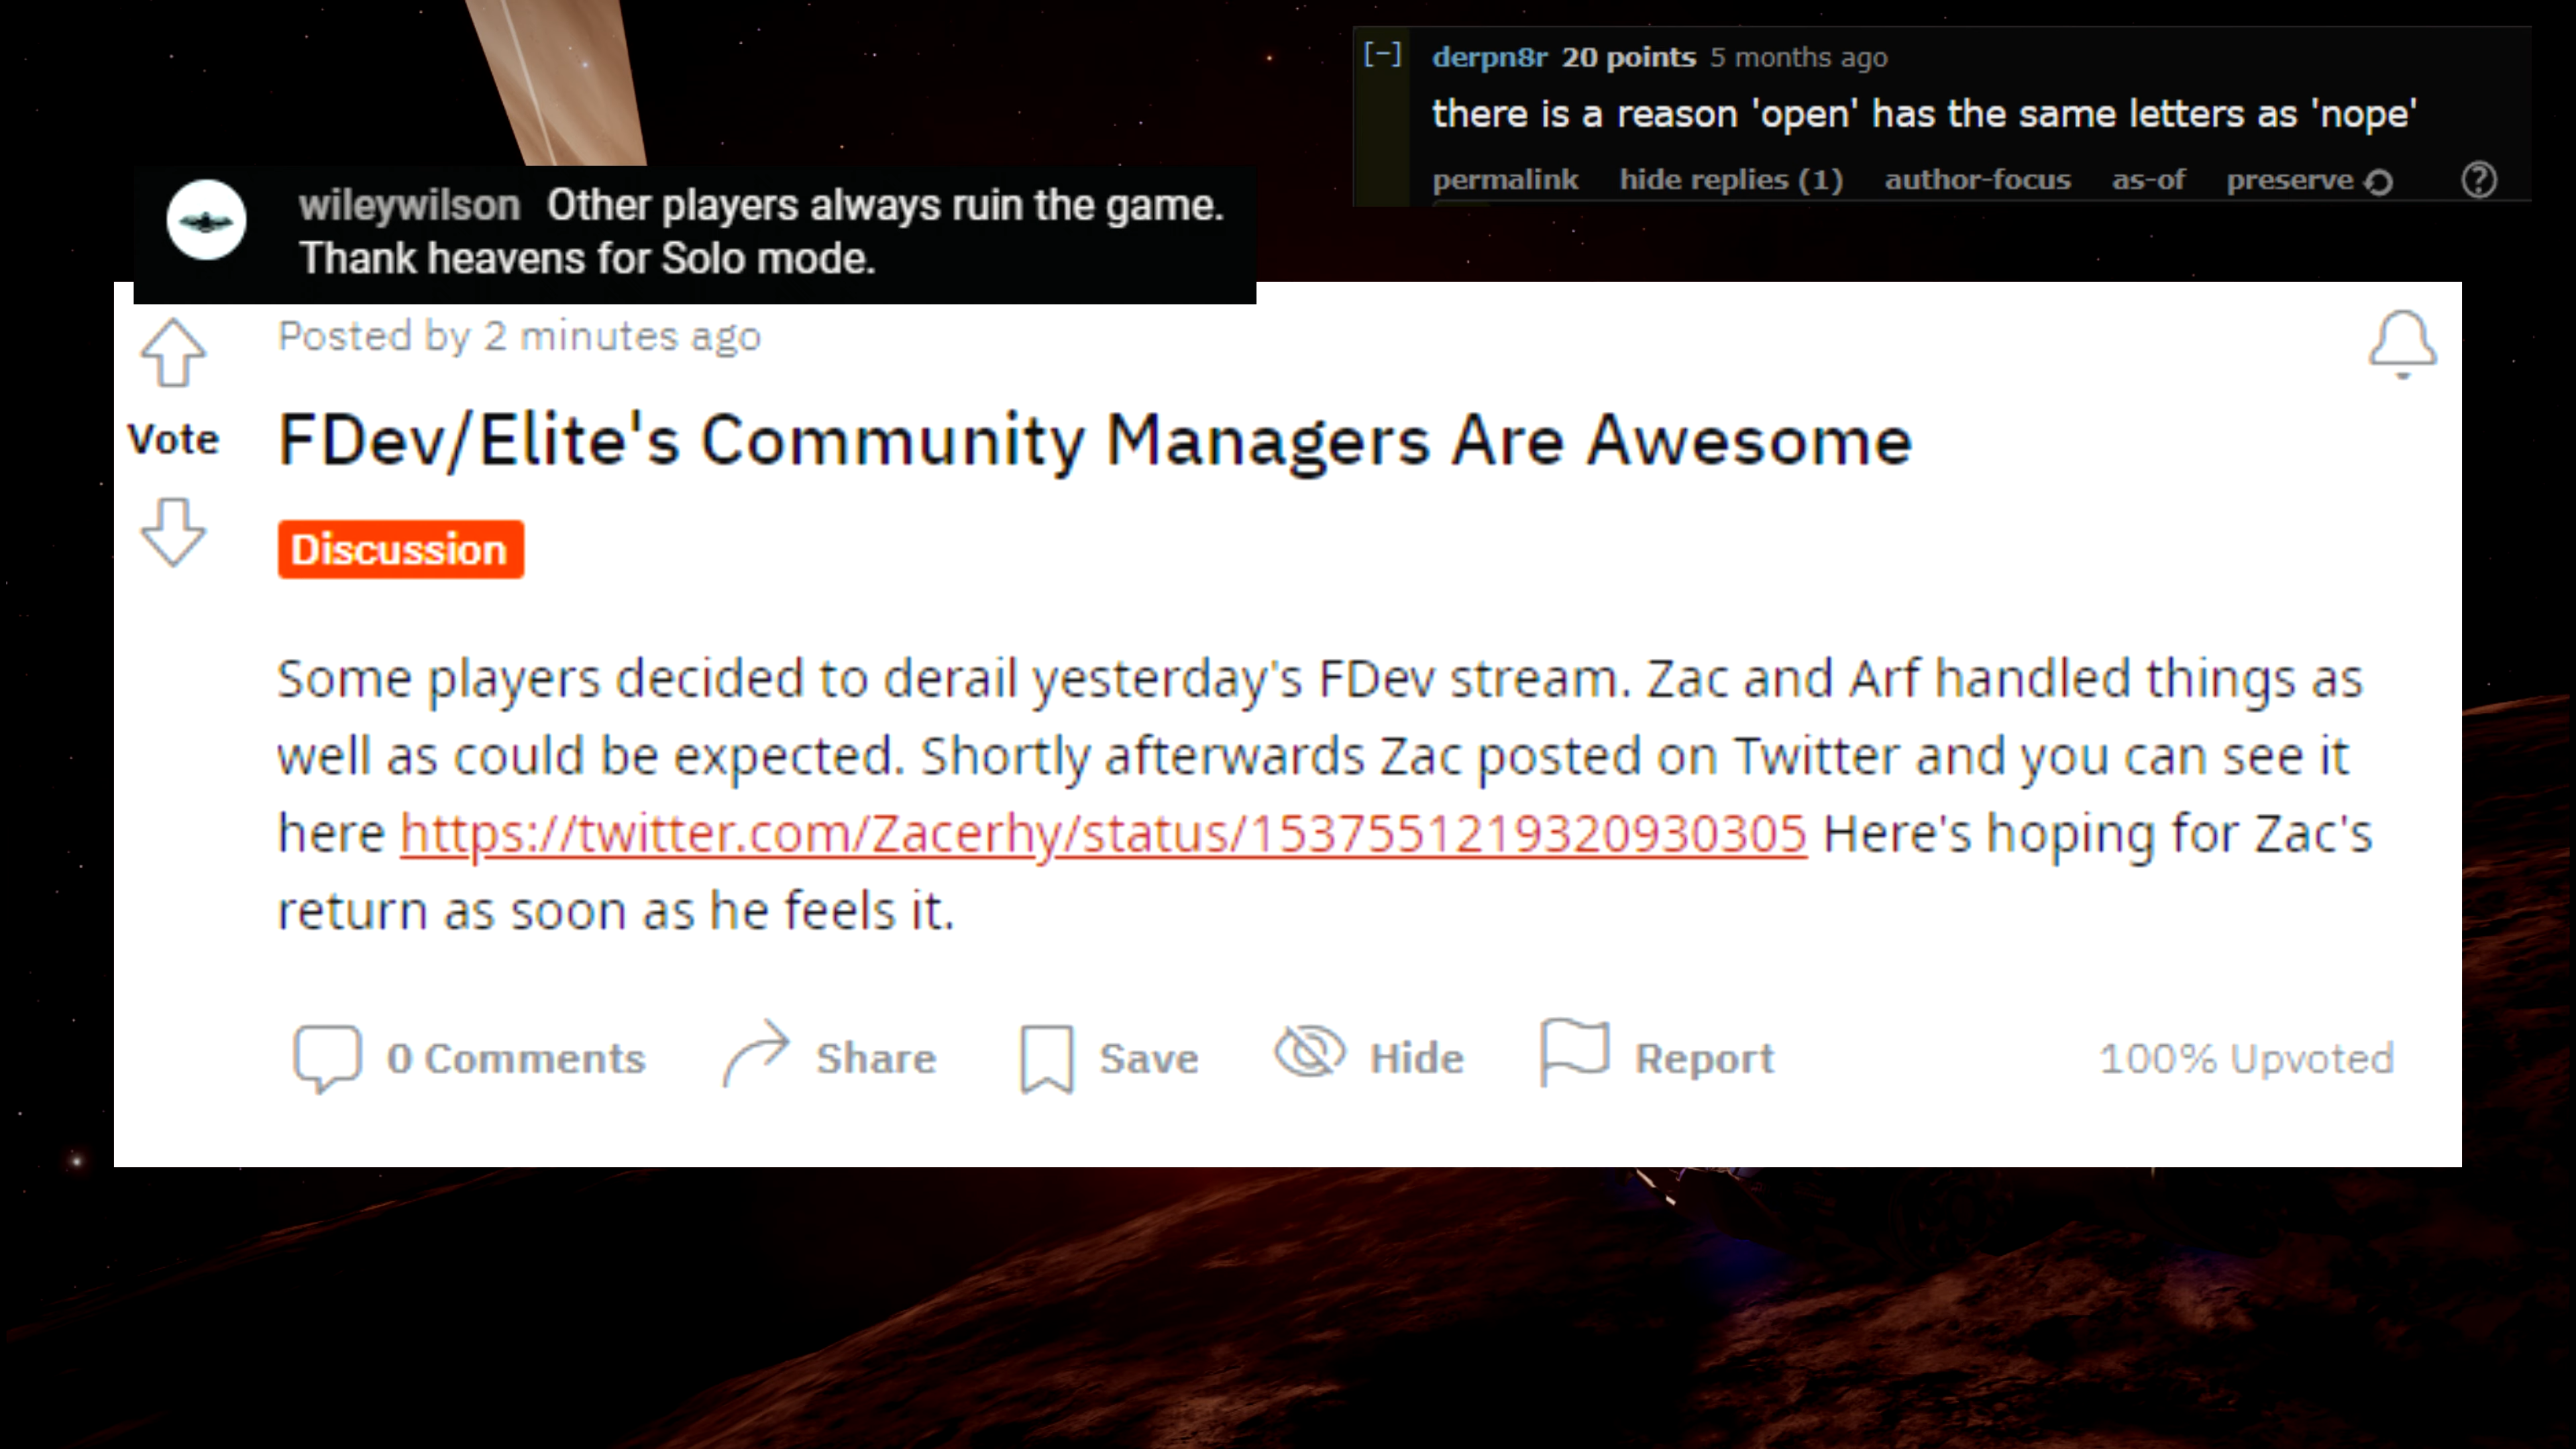 [-] derpn8r 20 points 5 months ago
there is a reason 'open' has the same letters as 'nope'
permalink hide replies (1) author-focus as-of preserve
wileywilson Other players always ruin the game.
Thank heavens for Solo mode.
Posted by 2 minutes ago
Vote
FDev/Elite's Community Managers Are Awesome
Discussion
Some players decided to derail yesterday's FDev stream. Zac and Arf handled things as
well as could be expected. Shortly afterwards Zac posted on Twitter and you can see it
here https://twitter.com/Zacerhy/status/1537551219320930305 Here's hoping for Zac's
return as soon as he feels it.
0 Comments Share Save Hide Report 100% Upvoted